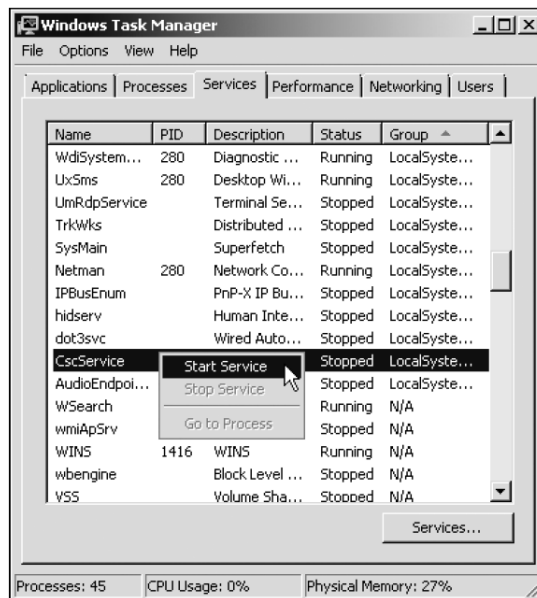 Windows Task Manager
File Options View Help
Applications Processes Services Performance Networking Users
Name PID Description Status Group
WdiSystem... 280 Diagnostic ... Running LocalSyste...
UxSms 280 Desktop Wi... Running LocalSyste...
UmRdpService Terminal Se... Stopped LocalSyste...
TrkWks Distributed ... Stopped LocalSyste...
SysMain Superfetch Stopped LocalSyste...
Netman 280 Network Co... Running LocalSyste...
IPBusEnum PnP-X IP Bu... Stopped LocalSyste...
hidserv Human Inte... Stopped LocalSyste...
dot3svc Wired Auto... Stopped LocalSyste...
CscService Start Service Stopped LocalSyste...
AudioEndpoi... Stop Service Stopped LocalSyste...
WSearch Running N/A
wmiApSrv Go to Process Stopped N/A
WINS 1416 WINS Running N/A
wbengine Block Level ... Stopped N/A
VSS Volume Sha... Stopped N/A
Services...
Processes: 45 CPU Usage: 0% Physical Memory: 27%